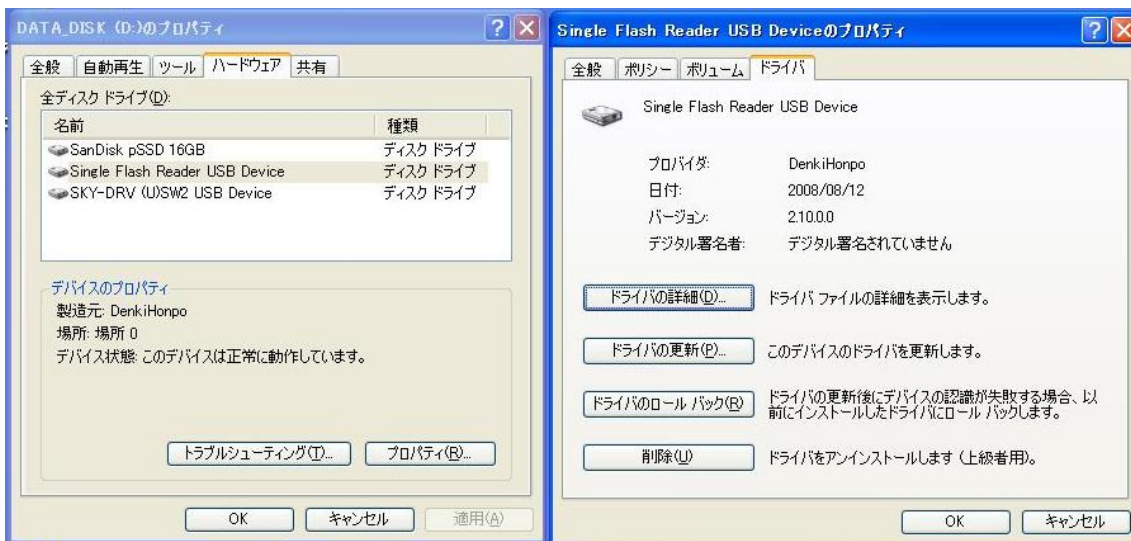 DATA_DISK (D:)のプロパティ
全般 自動再生 ツール ハードウェア 共有
全ディスク ドライブ(D):
名前 種類
SanDisk pSSD 16GB ディスク ドライブ
Single Flash Reader USB Device ディスク ドライブ
SKY-DRV (U)SW2 USB Device ディスク ドライブ
デバイスのプロパティ
製造元: DenkiHonpo
場所: 場所 0
デバイス状態: このデバイスは正常に動作しています。
トラブルシューティング(T)... プロパティ(R)...
OK キャンセル 適用(A)
Single Flash Reader USB Deviceのプロパティ
全般 ポリシー ボリューム ドライバ
Single Flash Reader USB Device
プロバイダ: DenkiHonpo
日付: 2008/08/12
バージョン: 2.10.0.0
デジタル署名者: デジタル署名されていません
ドライバの詳細(D)... ドライバ ファイルの詳細を表示します。
ドライバの更新(P)... このデバイスのドライバを更新します。
ドライバのロール バック(R) ドライバの更新後にデバイスの認識が失敗する場合、以
前にインストールしたドライバにロール バックします。
削除(U) ドライバをアンインストールします (上級者用)。
OK キャンセル